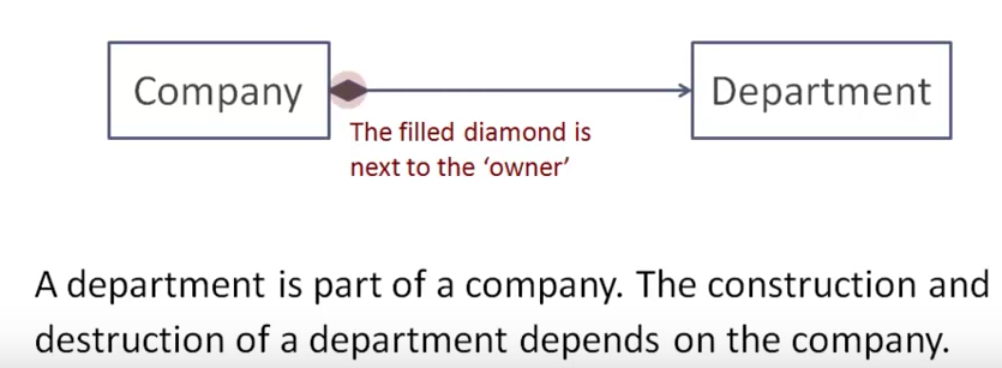 Company
Department
The filled diamond is
next to the ‘owner’
A department is part of a company. The construction and
destruction of a department depends on the company.